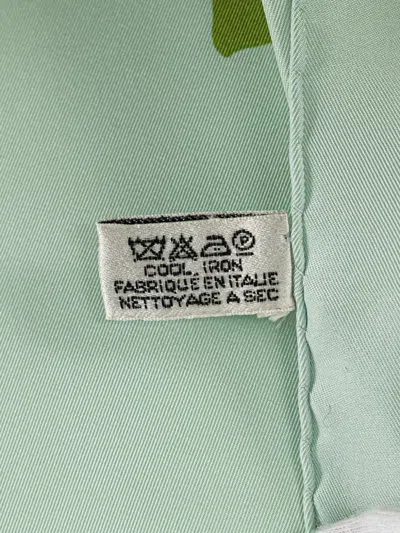 P
COOL IRON
FABRIQUE EN ITALIE
NETTOYAGE A SEC